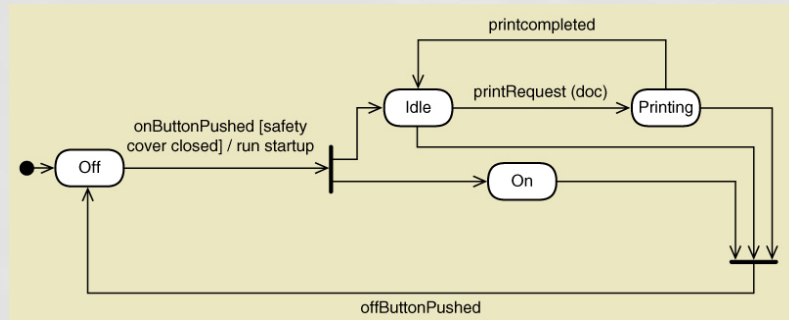 printcompleted
Idle
printRequest (doc)
Printing
onButtonPushed [safety
cover closed] / run startup
Off
On
offButtonPushed